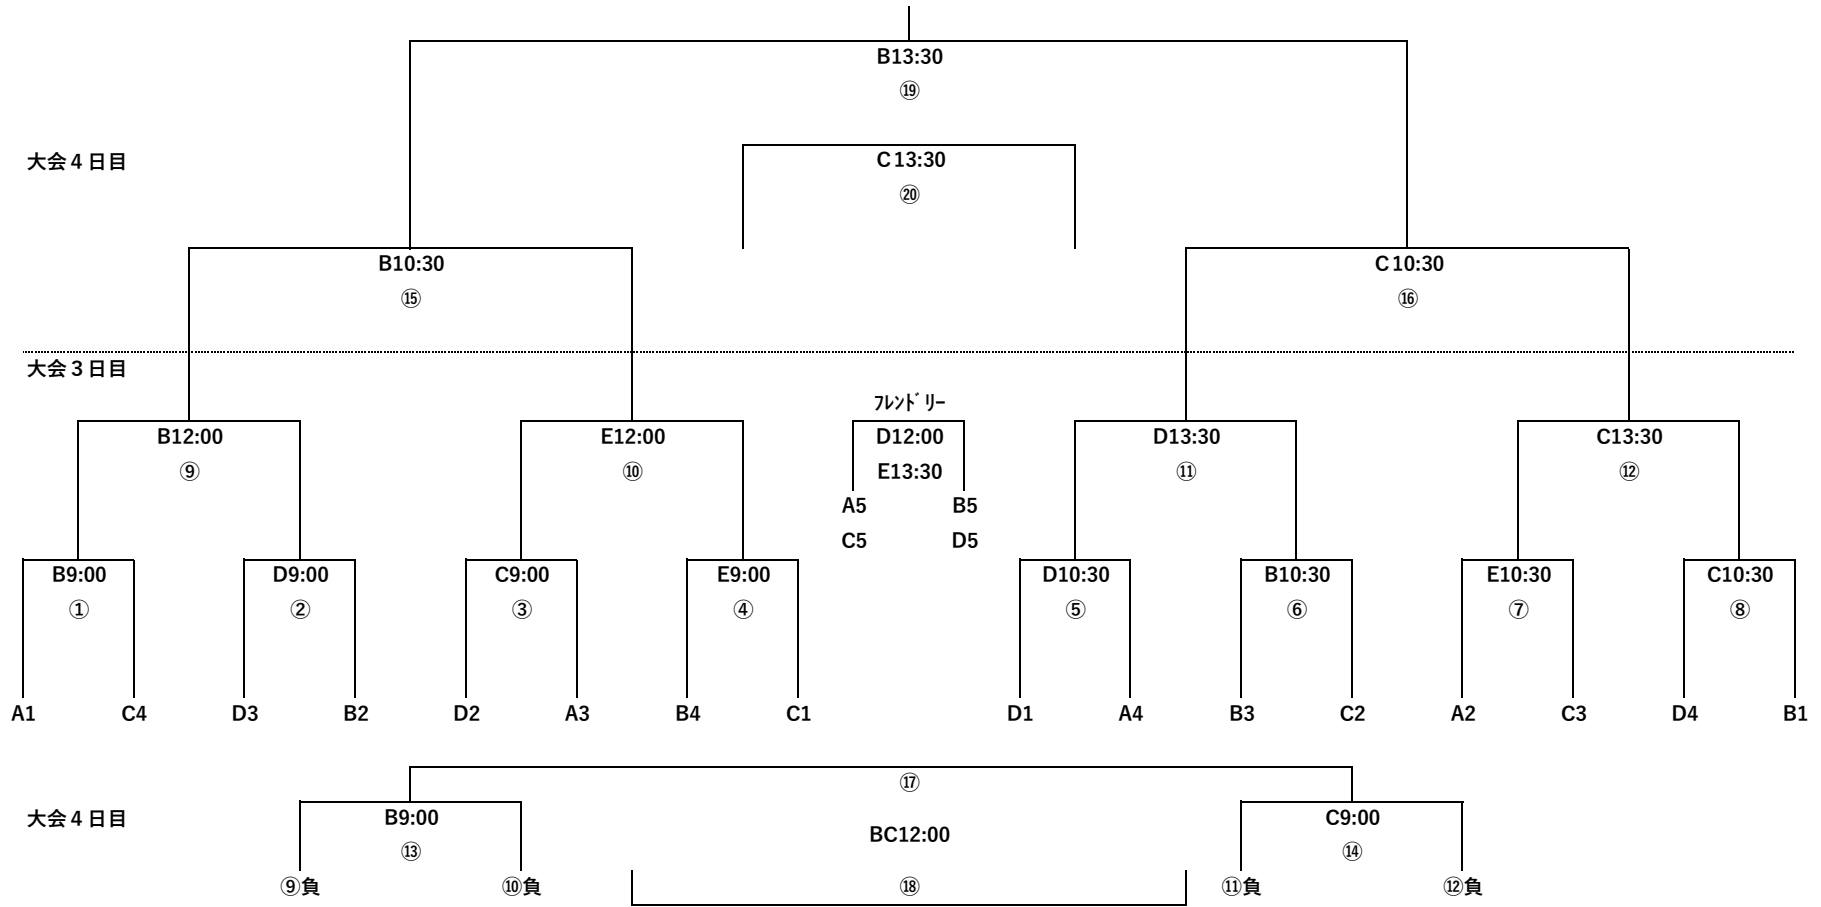 B13:30
⑲
大会４日目
C13:30
⑳
B10:30
C10:30
⑮
⑯
大会３日目
ﾌﾚﾝﾄﾞﾘｰ
B12:00
E12:00
D12:00
D13:30
C13:30
⑨
⑩
E13:30
⑪
⑫
A5 B5
C5 D5
B9:00 D9:00 C9:00 E9:00 D10:30 B10:30 E10:30 C10:30
① ② ③ ④ ⑤ ⑥ ⑦ ⑧
A1 C4 D3 B2 D2 A3 B4 C1 D1 A4 B3 C2 A2 C3 D4 B1
⑰
大会４日目
B9:00
C9:00
BC12:00
⑬
⑭
⑨負 ⑩負 ⑱ ⑪負 ⑫負